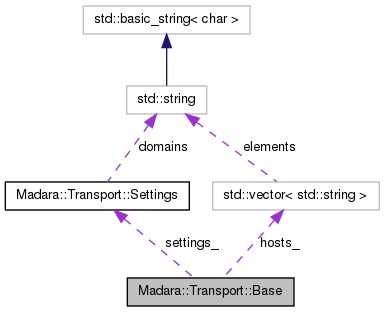 std::basic_string< char >
std::string
domains
elements
Madara::Transport::Settings
std::vector< std::string >
settings_
hosts_
Madara::Transport::Base